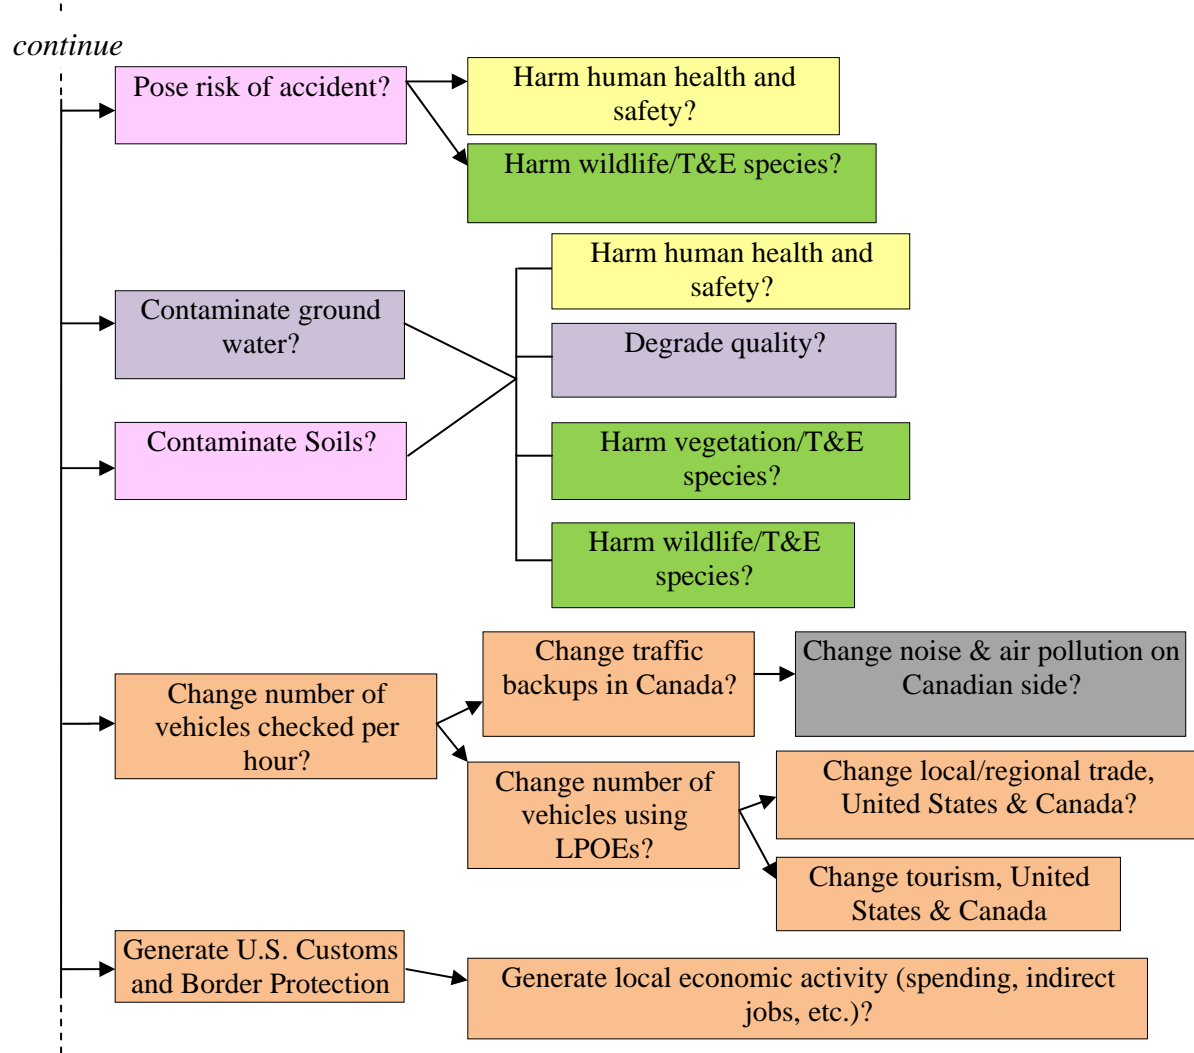 continue
Pose risk of accident?
Harm human health and
safety?
Harm wildlife/T&E species?
Contaminate ground
water?
Contaminate Soils?
Harm human health and
safety?
Degrade quality?
Harm vegetation/T&E
species?
Harm wildlife/T&E
species?
Change number of
vehicles checked per
hour?
Change traffic
backups in Canada?
Change noise & air pollution on
Canadian side?
Change number of
vehicles using
LPOEs?
Change local/regional trade,
United States & Canada?
Change tourism, United
States & Canada
Generate U.S. Customs
and Border Protection
Generate local economic activity (spending, indirect
jobs, etc.)?